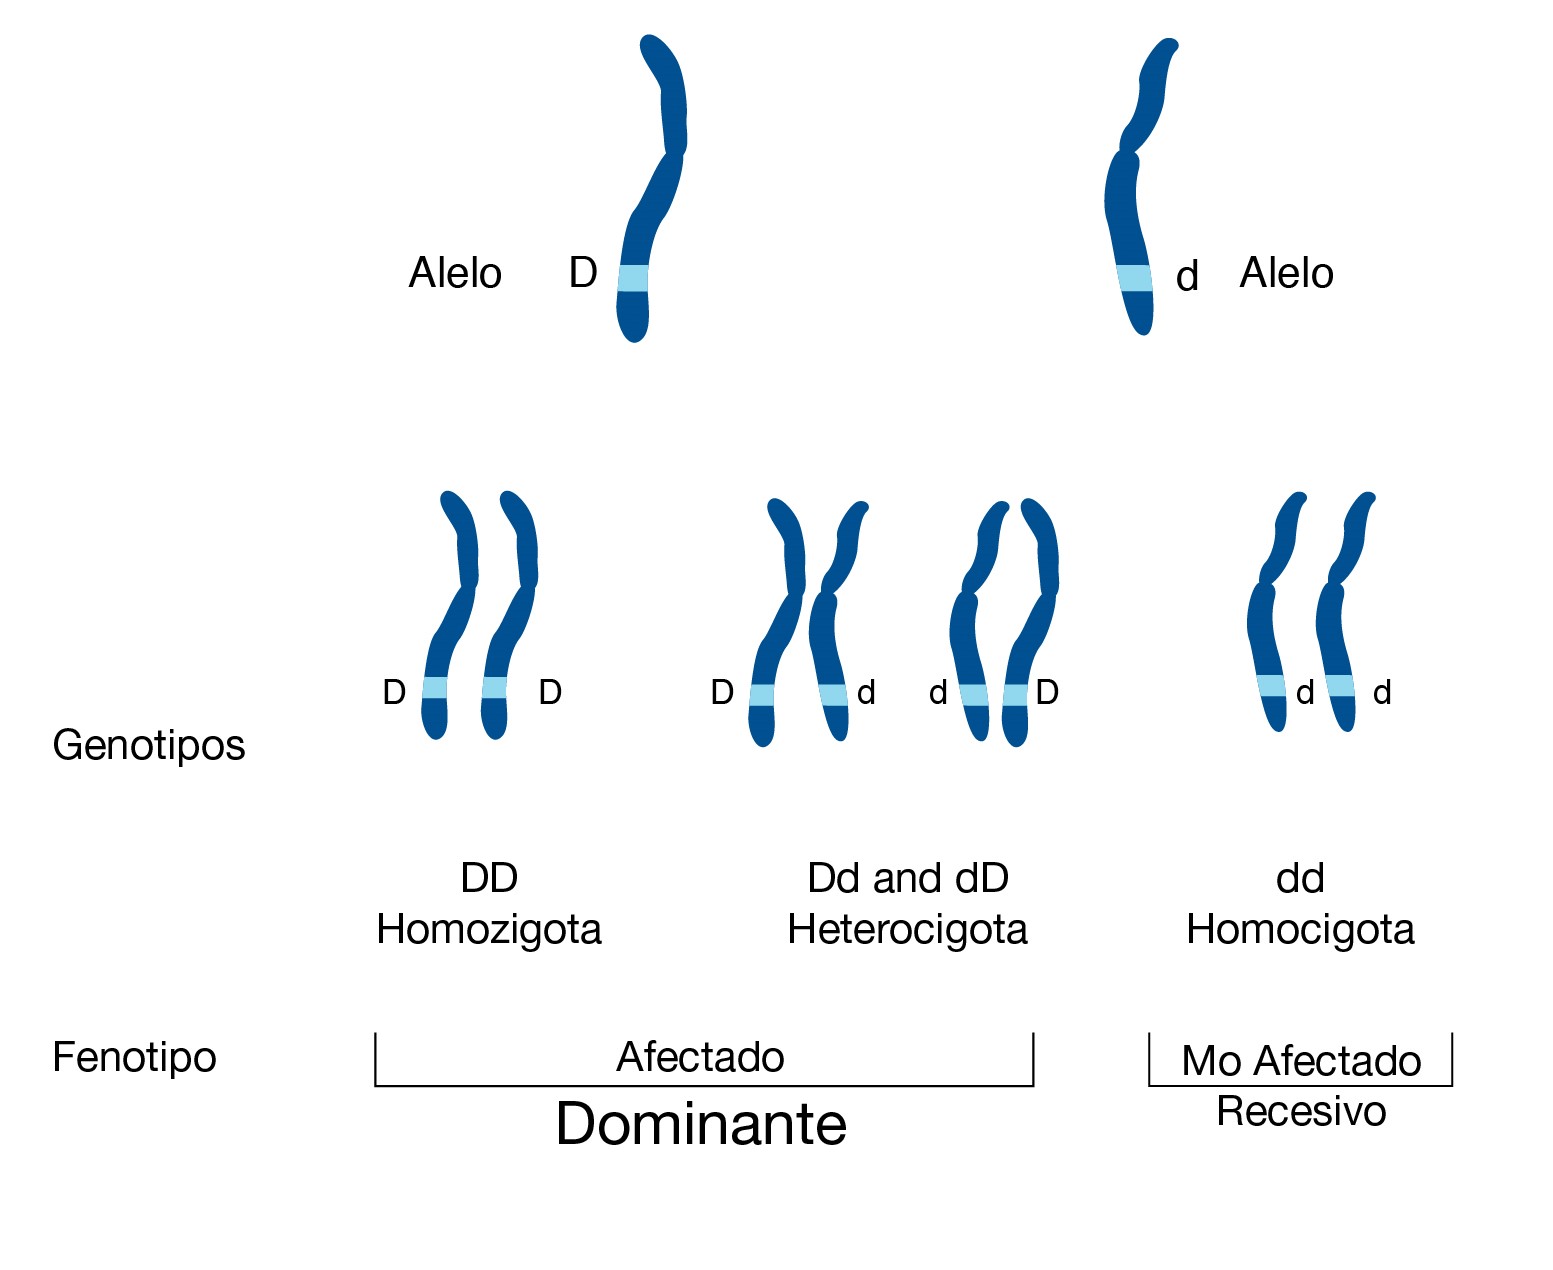 Alelo D
d Alelo
D D D d d D d d
Genotipos
DD
Homozigota
Dd and dD
Heterocigota
dd
Homocigota
Fenotipo
Afectado
Dominante
Mo Afectado
Recesivo